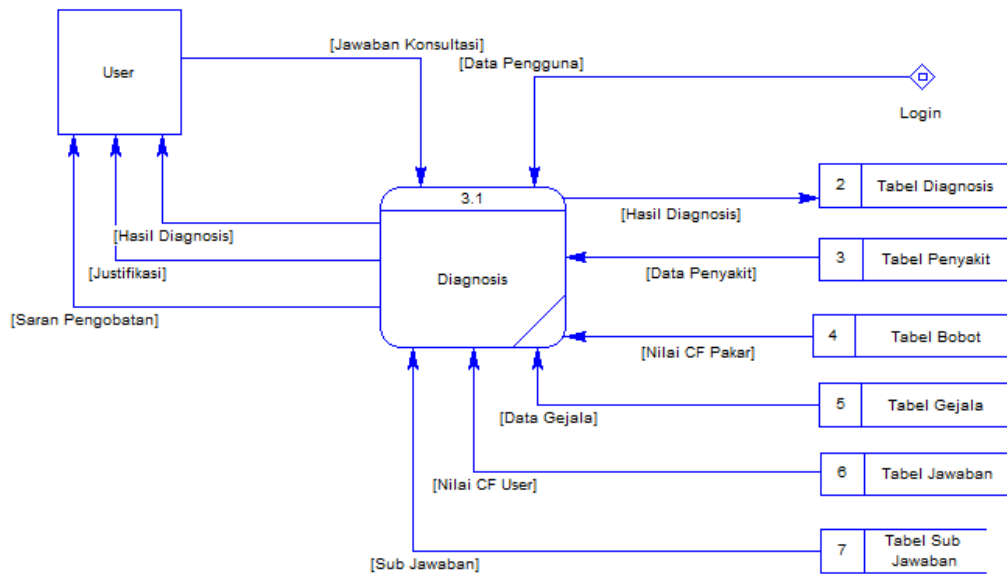 [Jawaban Konsultasi]
User
[Data Pengguna]
Login
3.1
2 Tabel Diagnosis
[Hasil Diagnosis]
[Hasil Diagnosis]
3 Tabel Penyakit
[Justifikasi]
[Data Penyakit]
Diagnosis
[Saran Pengobatan]
4 Tabel Bobot
[Nilai CF Pakar]
5 Tabel Gejala
[Data Gejala]
6 Tabel Jawaban
[Nilai CF User]
7 Tabel Sub
Jawaban
[Sub Jawaban]